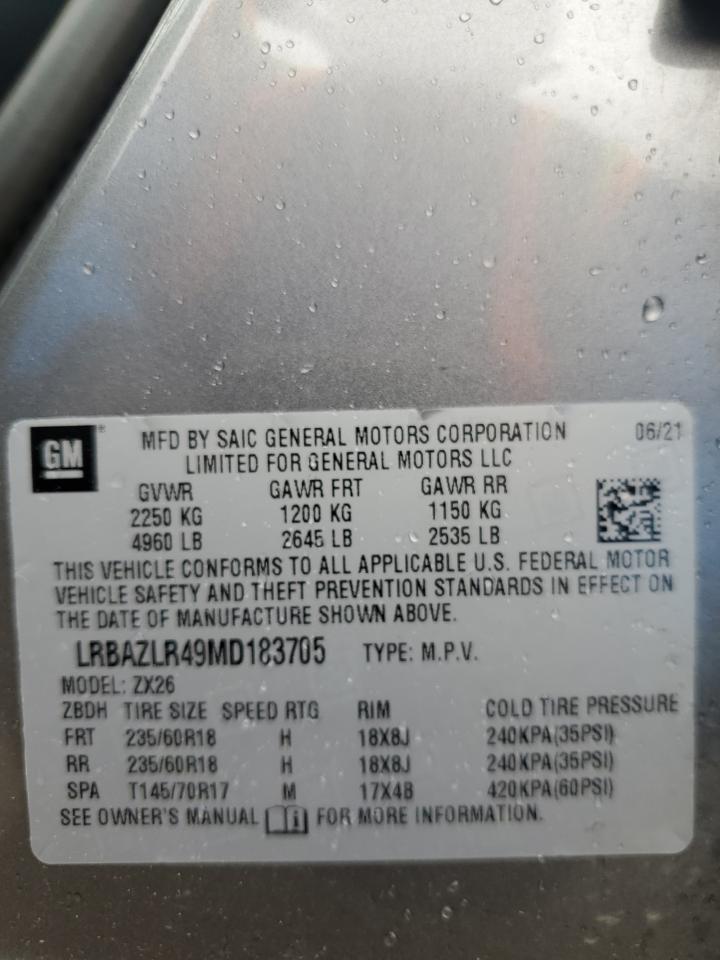 GM ®
MFD BY SAIC GENERAL MOTORS CORPORATION 06/21
LIMITED FOR GENERAL MOTORS LLC
GVWR GAWR FRT GAWR RR
2250 KG 1200 KG 1150 KG
4960 LB 2645 LB 2535 LB
THIS VEHICLE CONFORMS TO ALL APPLICABLE U.S. FEDERAL MOTOR
VEHICLE SAFETY AND THEFT PREVENTION STANDARDS IN EFFECT ON
THE DATE OF MANUFACTURE SHOWN ABOVE.
LRBAZLR49MD183705 TYPE: M.P.V.
MODEL: ZX26
ZBDH TIRE SIZE SPEED RTG RIM COLD TIRE PRESSURE
FRT 235/60R18 H 18X8J 240KPA(35PSI)
RR 235/60R18 H 18X8J 240KPA(35PSI)
SPA T145/70R17 M 17X4B 420KPA(60PSI)
SEE OWNER'S MANUAL FOR MORE INFORMATION.